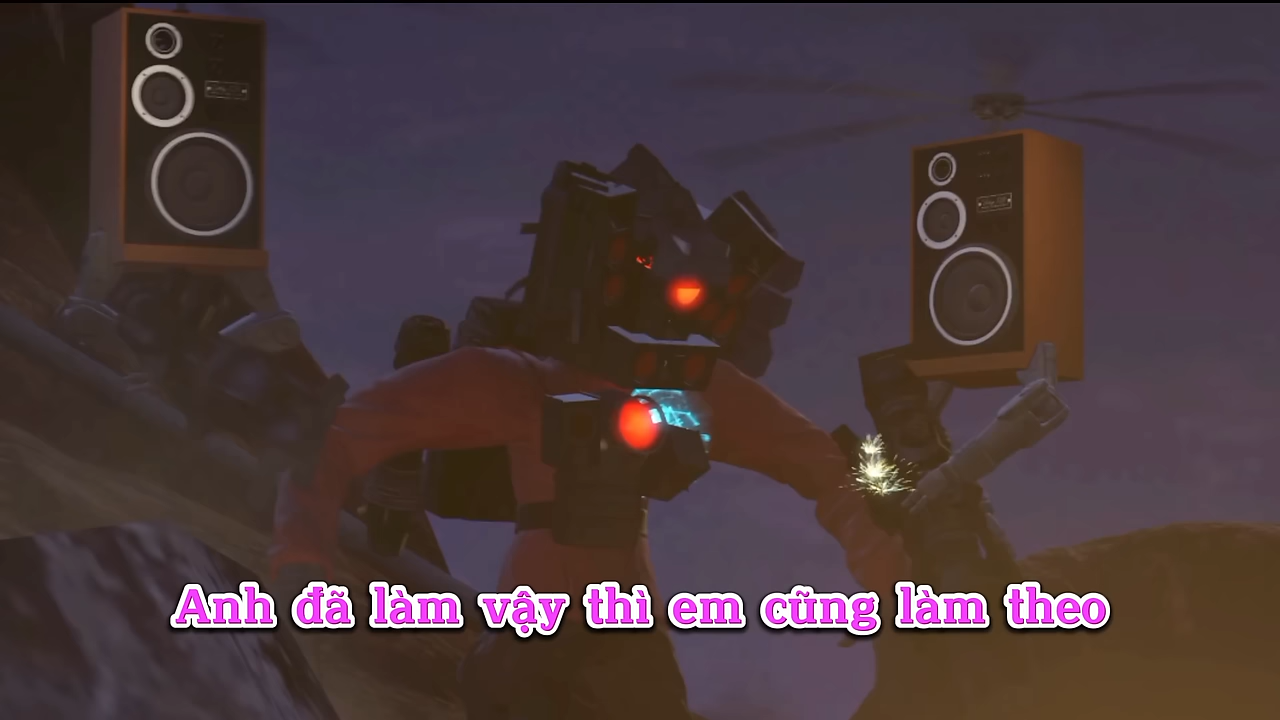 Anh đã làm vậy thì em cũng làm theo